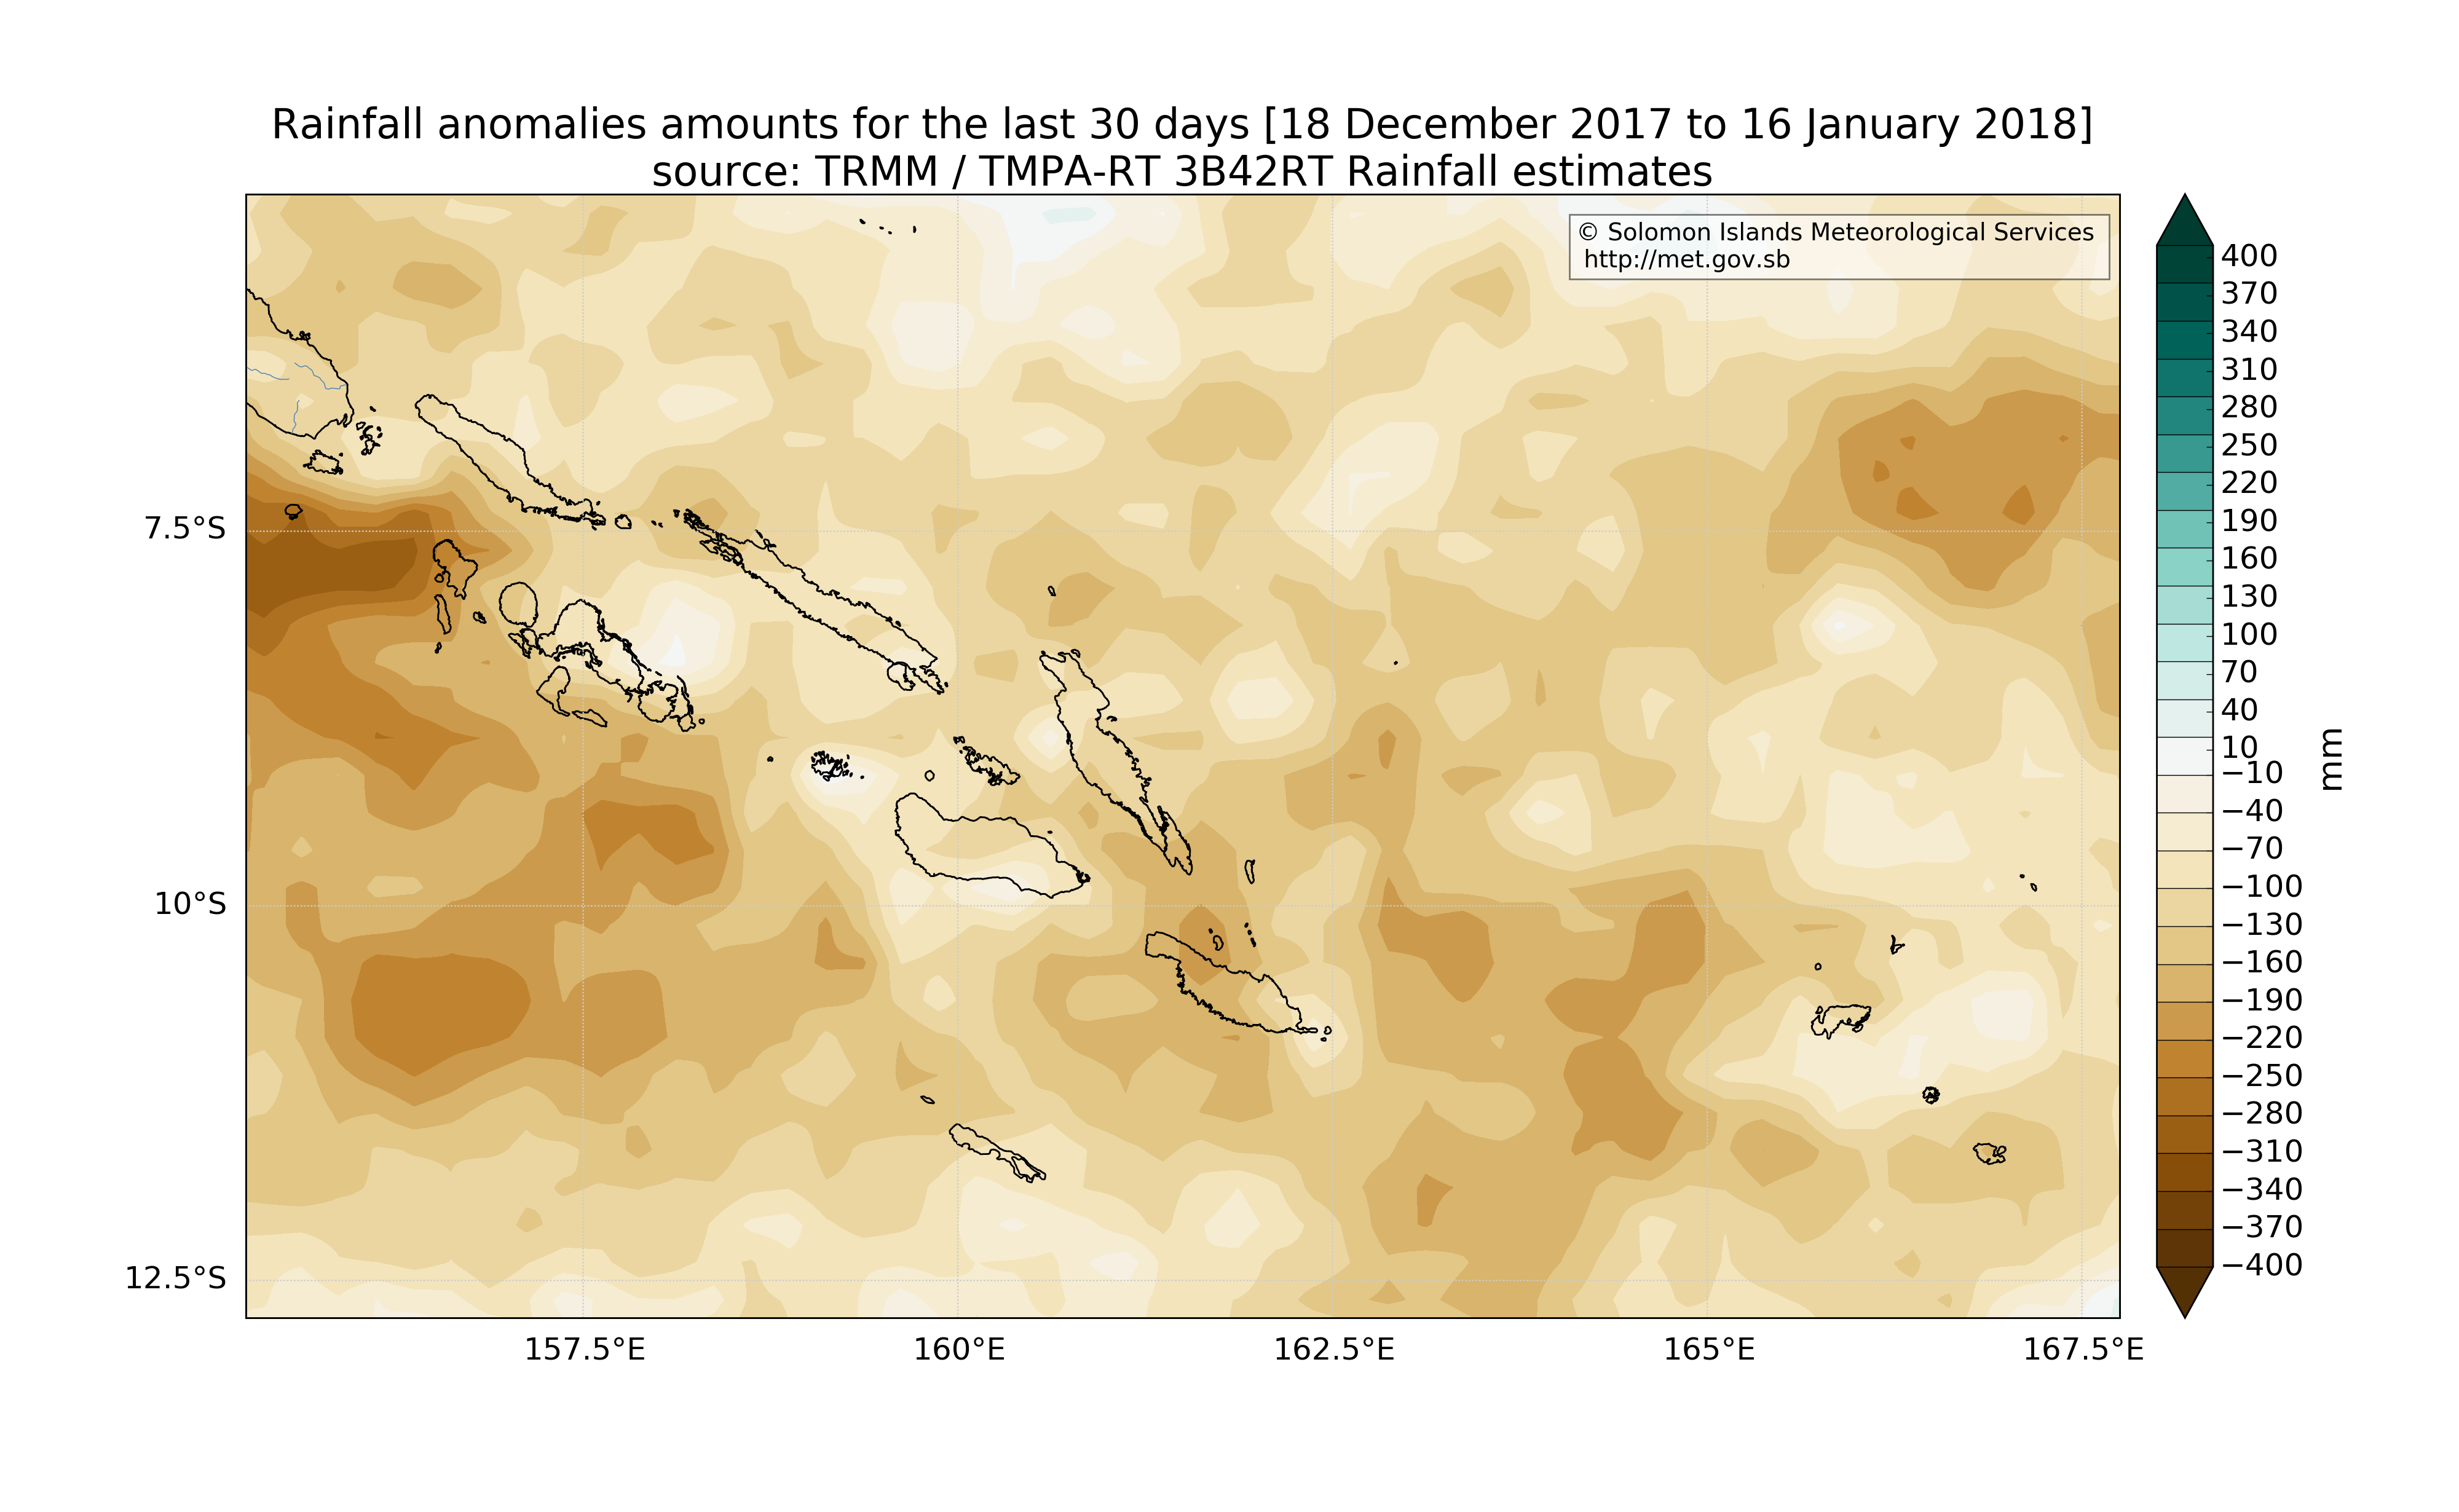 Rainfall anomalies amounts for the last 30 days [18 December 2017 to 16 January 2018]
source: TRMM / TMPA-RT 3B42RT Rainfall estimates
© Solomon Islands Meteorological Services
http://met.gov.sb
7.5°S
10°S
12.5°S
157.5°E
160°E
162.5°E
165°E
167.5°E
400
370
340
310
280
250
220
190
160
130
100
70
40
10
−10
−40
−70
−100
−130
−160
−190
−220
−250
−280
−310
−340
−370
−400
mm